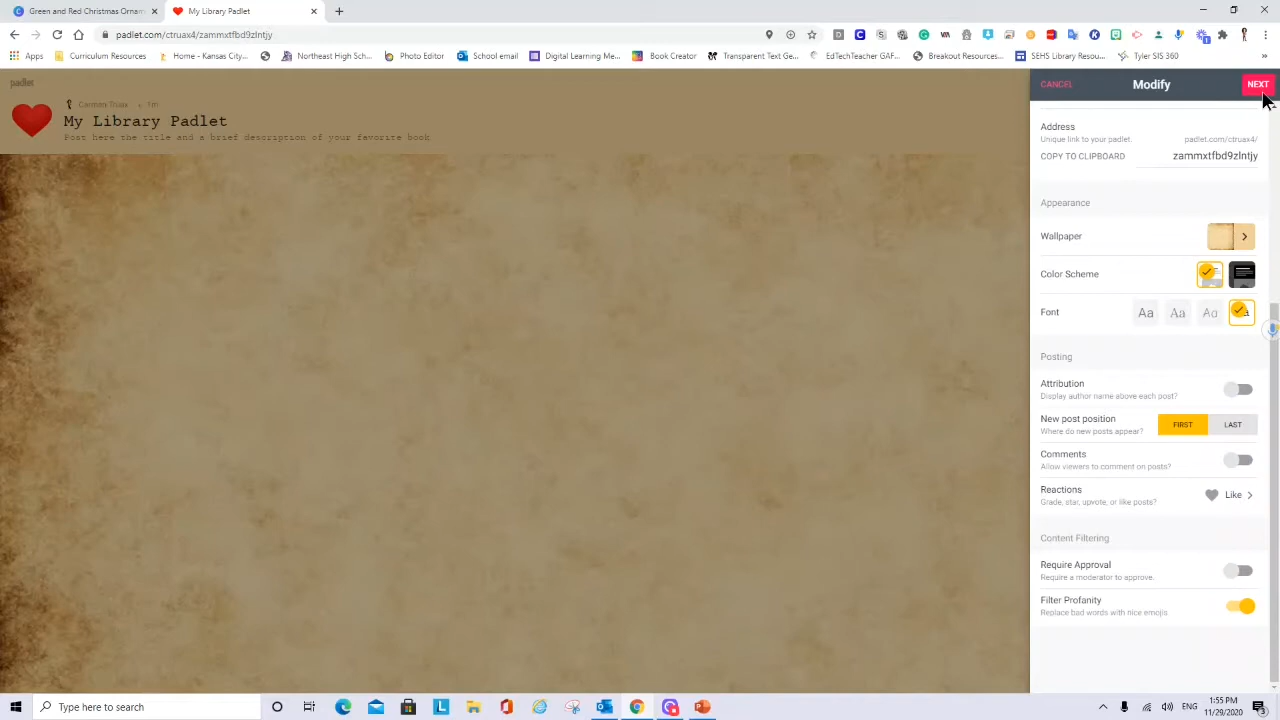 Green and Red Christmas Ornam
My Library Padlet
padlet.com/ctruax4/zammxtfbd9zlntjy
Apps
Curriculum Resources
Home - Kansas City...
Northeast High Sch...
Photo Editor
School email
Digital Learning Me...
Book Creator
Transparent Text Ge...
EdTechTeacher GAF...
Breakout Resources...
SEHS Library Resou...
Tyler SIS 360
padlet
Carmen Truax • 1m
My Library Padlet
Post here the title and a brief description of your favorite book
CANCEL
Modify
NEXT
Address
Unique link to your padlet.
padlet.com/ctruax4/
COPY TO CLIPBOARD
zammxtfbd9zlntjy
Appearance
Wallpaper
Color Scheme
Font
Aa Aa Aa
Posting
Attribution
Display author name above each post?
New post position
Where do new posts appear?
FIRST LAST
Comments
Allow viewers to comment on posts?
Reactions
Grade, star, upvote, or like posts?
Like
Content Filtering
Require Approval
Require a moderator to approve.
Filter Profanity
Replace bad words with nice emojis
Type here to search
ENG
1:55 PM
11/29/2020